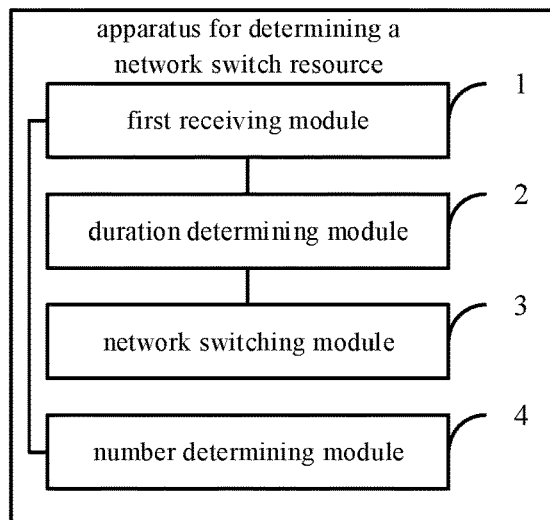 apparatus for determining a
network switch resource
1
first receiving module
2
duration determining module
3
network switching module
4
number determining module